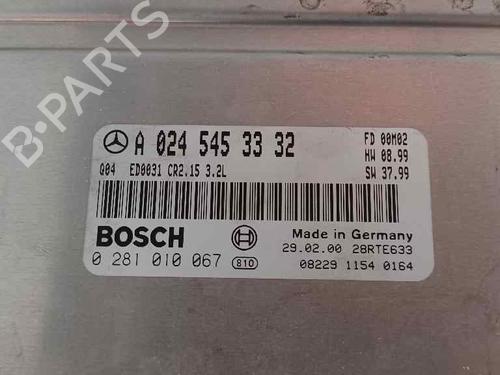 A 024 545 33 32
FD 00M02
HW 08.99
Q04 ED0031 CR2.15 3.2L
SW 37.99
BOSCH
Made in Germany
29.02.00 28RTE633
0 281 010 067 810
08229 1154 0164
B-PARTS